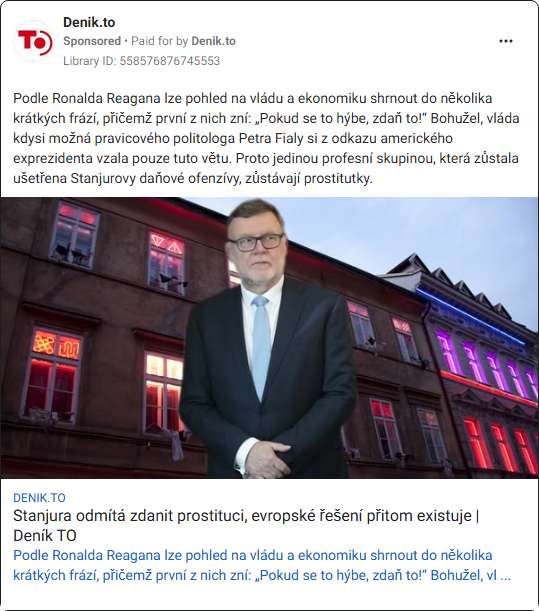 Denik.to
Sponsored • Paid for by Denik.to
Library ID: 558576876745553
TO
Podle Ronalda Reagana lze pohled na vládu a ekonomiku shrnout do několika
krátkých frází, přičemž první z nich zní: „Pokud se to hýbe, zdaň to!“ Bohužel, vláda
kdysi možná pravicového politologa Petra Fialy si z odkazu amerického
exprezidenta vzala pouze tuto větu. Proto jedinou profesní skupinou, která zůstala
ušetřena Stanjurovy daňové ofenzívy, zůstávají prostitutky.
DENIK.TO
Stanjura odmítá zdanit prostituci, evropské řešení přitom existuje |
Deník TO
Podle Ronalda Reagana lze pohled na vládu a ekonomiku shrnout do několika
krátkých frází, přičemž první z nich zní: „Pokud se to hýbe, zdaň to!“ Bohužel, vl ...